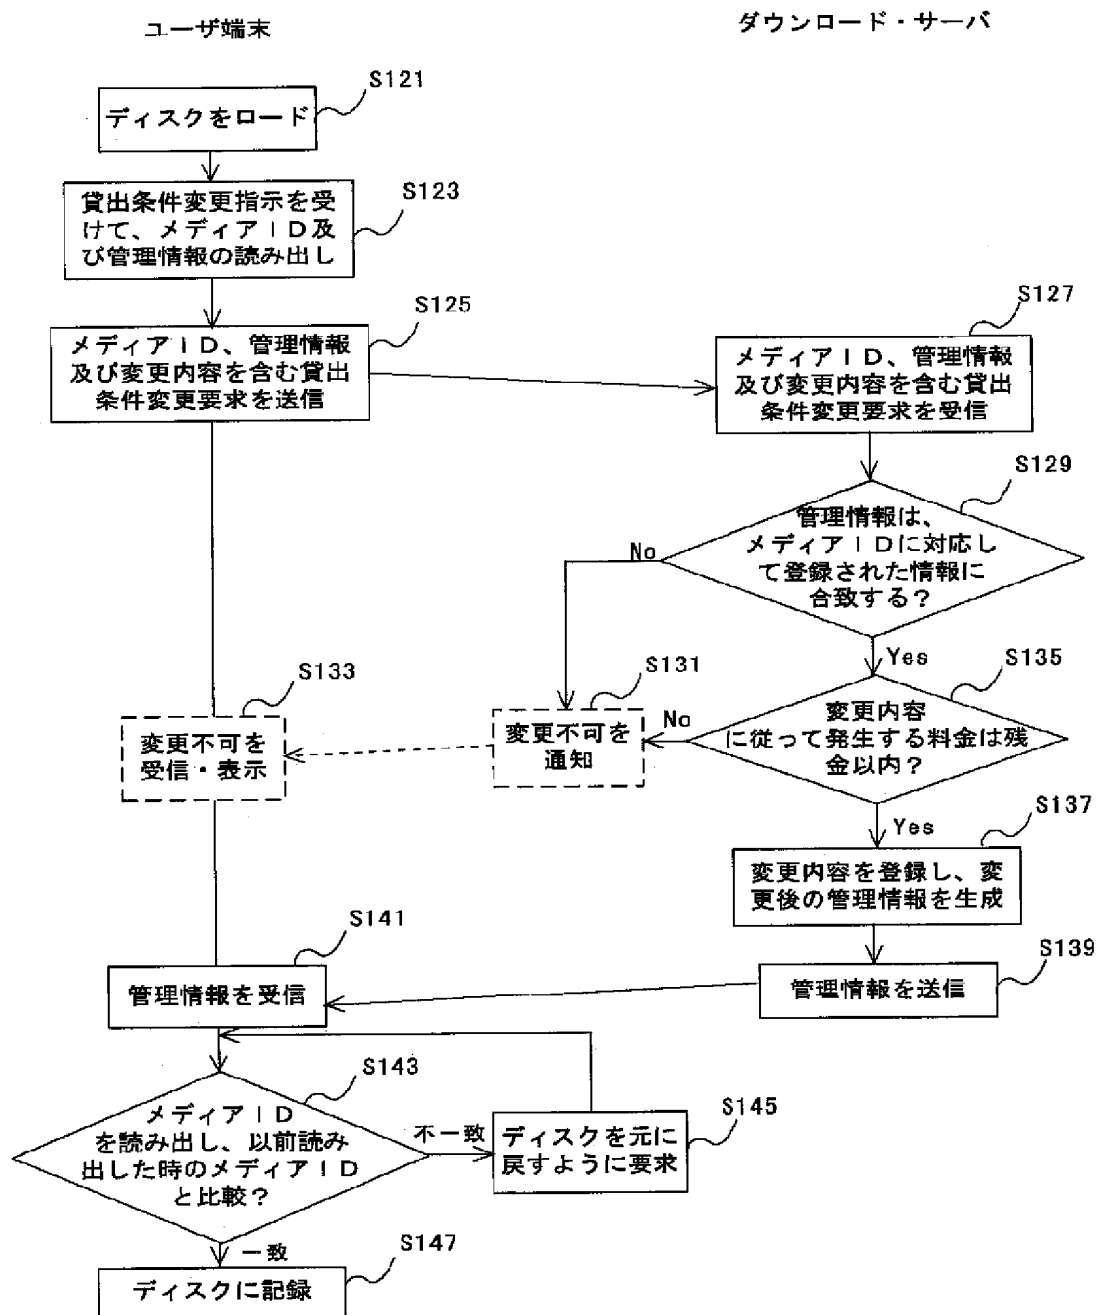 ユーザ端末
ダウンロード・サーバ
S121
ディスクをロード
S123
貸出条件変更指示を受
けて、メディアID及
び管理情報の読み出し
S125
メディアID、管理情報
及び変更内容を含む貸出
条件変更要求を送信
S127
メディアID、管理情報
及び変更内容を含む貸出
条件変更要求を受信
S129
管理情報は、
メディアIDに対応し
て登録された情報に
合致する?
No
Yes
S131
変更不可を
通知
S133
変更不可を
受信・表示
S135
変更内容
に従って発生する料金は残
金以内?
No
Yes
S137
変更内容を登録し、変
更後の管理情報を生成
S139
管理情報を送信
S141
管理情報を受信
S143
メディアID
を読み出し、以前読み
出した時のメディアID
と比較?
不一致
S145
ディスクを元に
戻すように要求
一致
S147
ディスクに記録